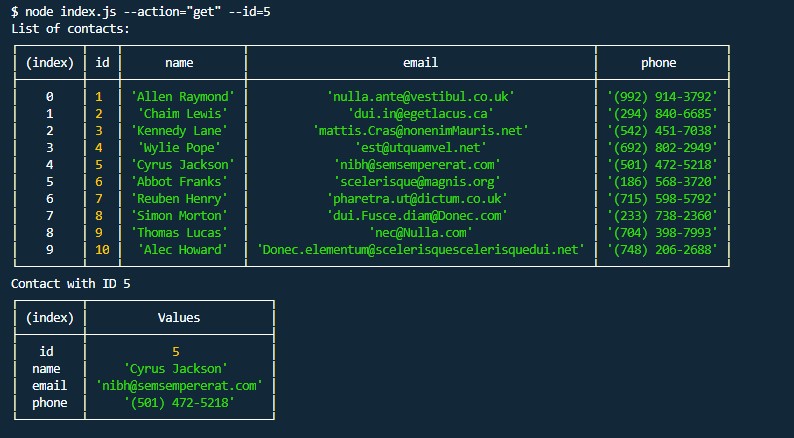 $ node index.js --action="get" --id=5
List of contacts:
(index) id name email phone
0 1 'Allen Raymond' 'nulla.ante@vestibul.co.uk' '(992) 914-3792'
1 2 'Chaim Lewis' 'dui.in@egetlacus.ca' '(294) 840-6685'
2 3 'Kennedy Lane' 'mattis.Cras@nonenimMauris.net' '(542) 451-7038'
3 4 'Wylie Pope' 'est@utquamvel.net' '(692) 802-2949'
4 5 'Cyrus Jackson' 'nibh@semsempererat.com' '(501) 472-5218'
5 6 'Abbot Franks' 'scelerisque@magnis.org' '(186) 568-3720'
6 7 'Reuben Henry' 'pharetra.ut@dictum.co.uk' '(715) 598-5792'
7 8 'Simon Morton' 'dui.Fusce.diam@Donec.com' '(233) 738-2360'
8 9 'Thomas Lucas' 'nec@Nulla.com' '(704) 398-7993'
9 10 'Alec Howard' 'Donec.elementum@scelerisquescelerisquedui.net' '(748) 206-2688'
Contact with ID 5
(index) Values
id 5
name 'Cyrus Jackson'
email 'nibh@semsempererat.com'
phone '(501) 472-5218'